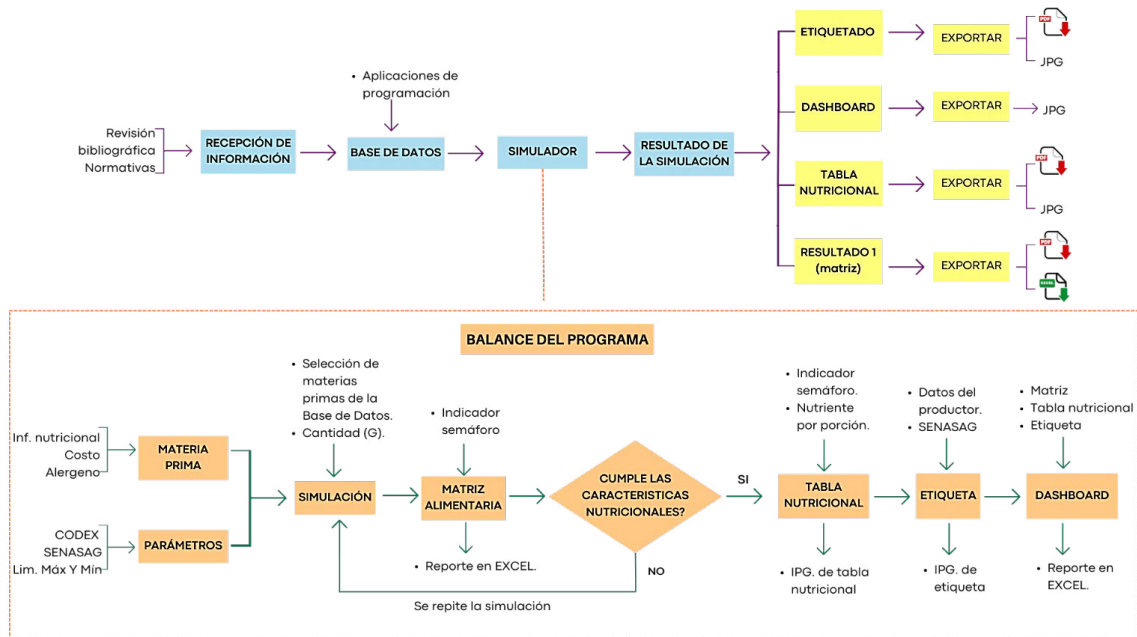 Revisión
bibliográfica
Normativas
RECEPCIÓN DE
INFORMACIÓN
• Aplicaciones de
programación
BASE DE DATOS
SIMULADOR
RESULTADO DE
LA SIMULACIÓN
ETIQUETADO
EXPORTAR
PDF
JPG
DASHBOARD
EXPORTAR
JPG
TABLA
NUTRICIONAL
EXPORTAR
PDF
JPG
RESULTADO 1
(matriz)
EXPORTAR
PDF
EXCEL
BALANCE DEL PROGRAMA
Inf. nutricional
Costo
Alergeno
MATERIA
PRIMA
CODEX
SENASAG
Lim. Máx Y Mín
PARÁMETROS
• Selección de
materias
primas de la
Base de Datos.
• Cantidad (G).
SIMULACIÓN
• Indicador
semáforo
MATRIZ
ALIMENTARIA
• Reporte en EXCEL.
CUMPLE LAS
CARACTERISTICAS
NUTRICIONALES?
SI
NO
Se repite la simulación
• Indicador
semáforo.
• Nutriente
por porción.
TABLA
NUTRICIONAL
• IPG. de tabla
nutricional
• Datos del
productor.
• SENASAG
ETIQUETA
• IPG. de
etiqueta
• Matriz
• Tabla nutricional
• Etiqueta
DASHBOARD
• Reporte en
EXCEL.